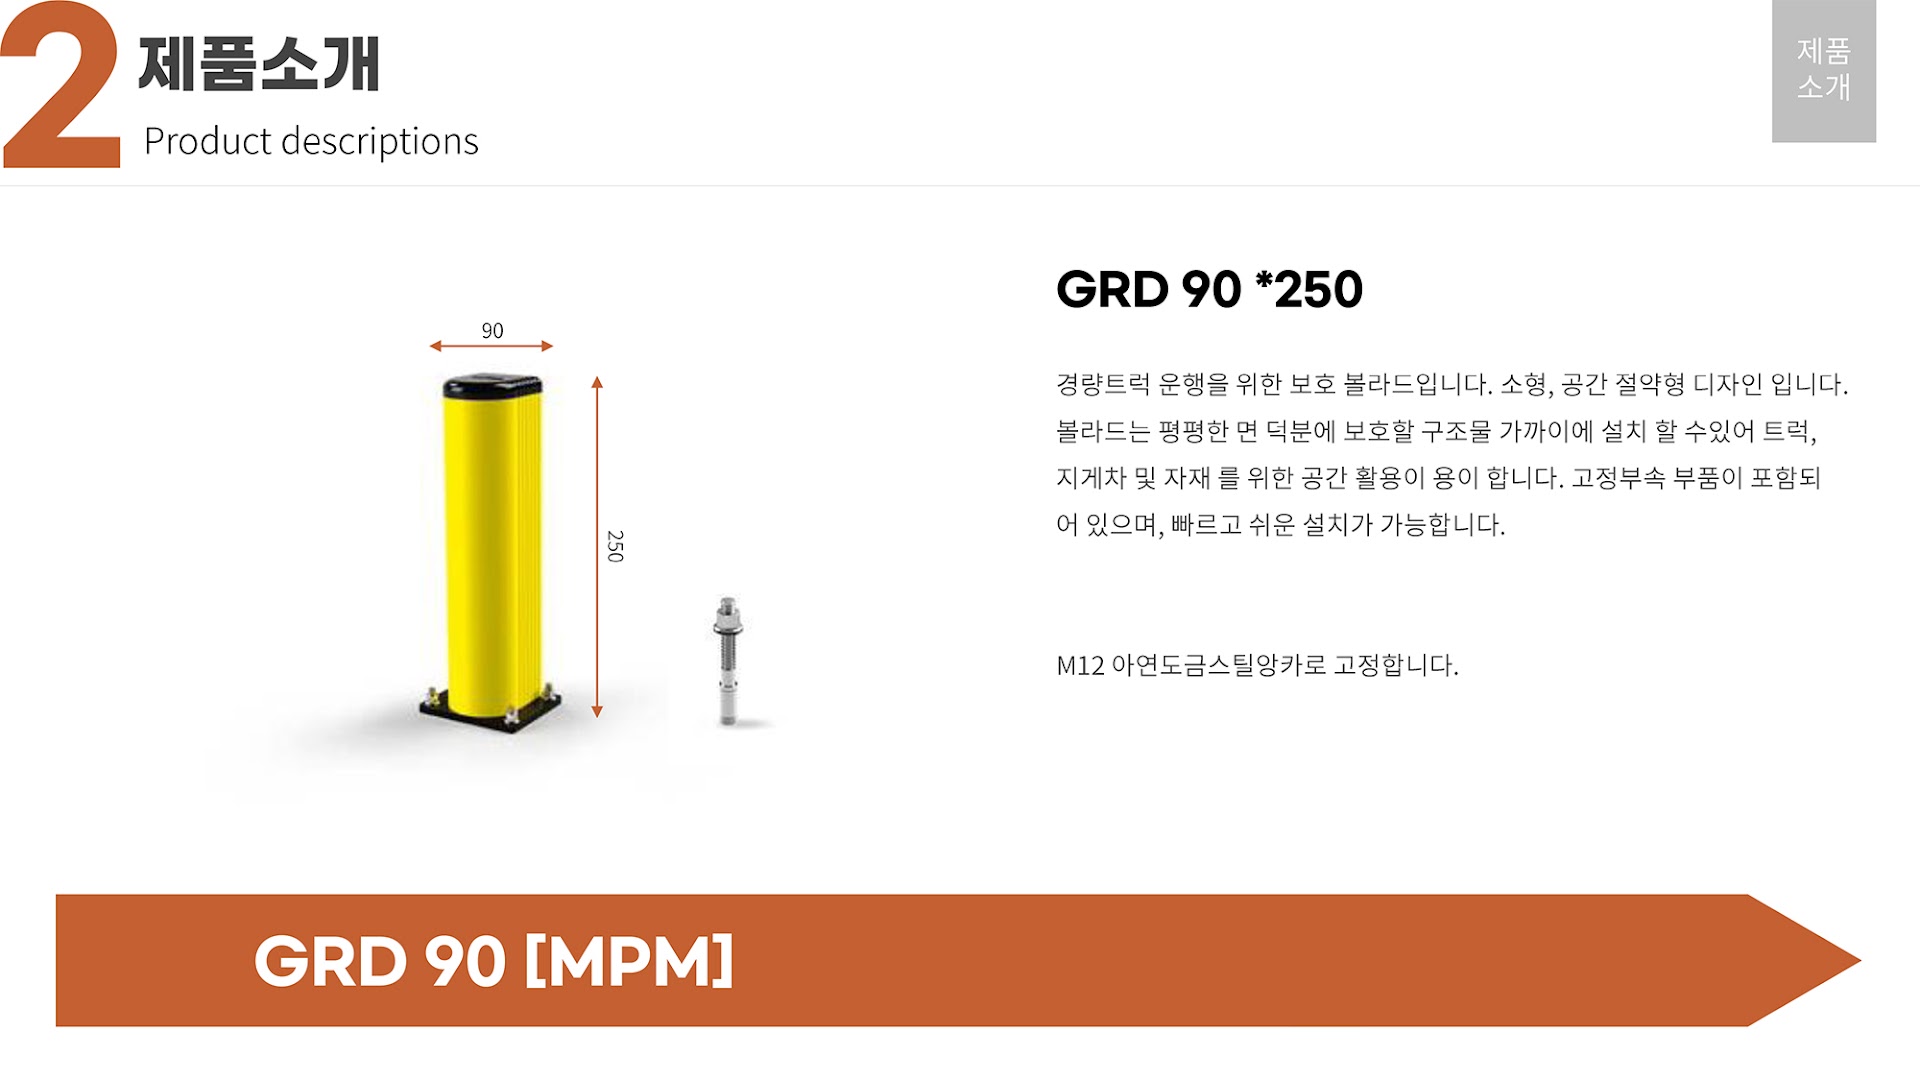 2
제품소개
Product descriptions
제품
소개
90
250
GRD 90 *250
경량트럭 운행을 위한 보호 볼라드입니다. 소형, 공간 절약형 디자인 입니다.
볼라드는 평평한 면 덕분에 보호할 구조물 가까이에 설치 할 수있어 트럭,
지게차 및 자재 를 위한 공간 활용이 용이 합니다. 고정부속 부품이 포함되
어 있으며, 빠르고 쉬운 설치가 가능합니다.
M12 아연도금스틸앙카로 고정합니다.
GRD 90 [MPM]